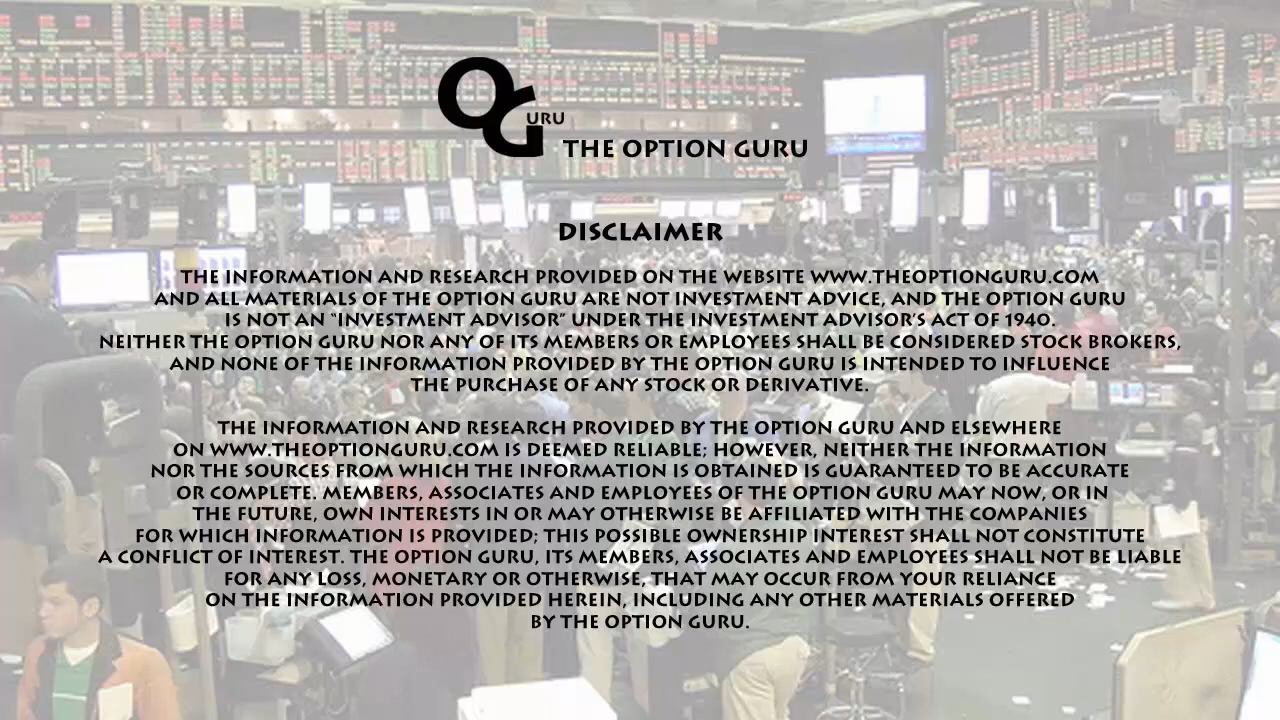 OG URU
THE OPTION GURU
DISCLAIMER
THE INFORMATION AND RESEARCH PROVIDED ON THE WEBSITE WWW.THEOPTIONGURU.COM
AND ALL MATERIALS OF THE OPTION GURU ARE NOT INVESTMENT ADVICE, AND THE OPTION GURU
IS NOT AN “INVESTMENT ADVISOR” UNDER THE INVESTMENT ADVISOR’S ACT OF 1940.
NEITHER THE OPTION GURU NOR ANY OF ITS MEMBERS OR EMPLOYEES SHALL BE CONSIDERED STOCK BROKERS,
AND NONE OF THE INFORMATION PROVIDED BY THE OPTION GURU IS INTENDED TO INFLUENCE
THE PURCHASE OF ANY STOCK OR DERIVATIVE.
THE INFORMATION AND RESEARCH PROVIDED BY THE OPTION GURU AND ELSEWHERE
ON WWW.THEOPTIONGURU.COM IS DEEMED RELIABLE; HOWEVER, NEITHER THE INFORMATION
NOR THE SOURCES FROM WHICH THE INFORMATION IS OBTAINED IS GUARANTEED TO BE ACCURATE
OR COMPLETE. MEMBERS, ASSOCIATES AND EMPLOYEES OF THE OPTION GURU MAY NOW, OR IN
THE FUTURE, OWN INTERESTS IN OR MAY OTHERWISE BE AFFILIATED WITH THE COMPANIES
FOR WHICH INFORMATION IS PROVIDED; THIS POSSIBLE OWNERSHIP INTEREST SHALL NOT CONSTITUTE
A CONFLICT OF INTEREST. THE OPTION GURU, ITS MEMBERS, ASSOCIATES AND EMPLOYEES SHALL NOT BE LIABLE
FOR ANY LOSS, MONETARY OR OTHERWISE, THAT MAY OCCUR FROM YOUR RELIANCE
ON THE INFORMATION PROVIDED HEREIN, INCLUDING ANY OTHER MATERIALS OFFERED
BY THE OPTION GURU.